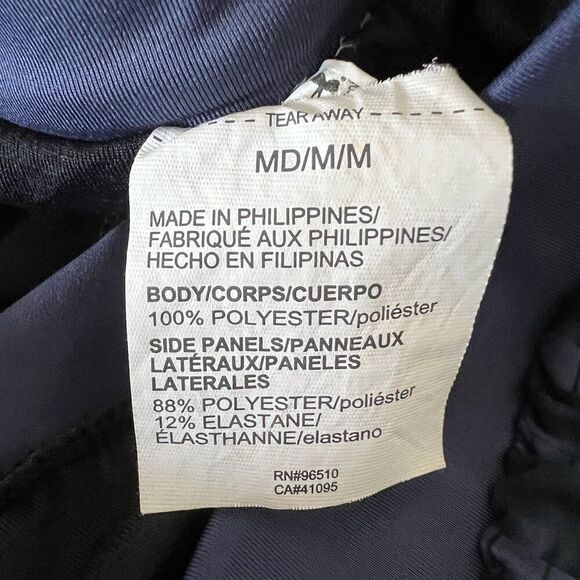 TEAR AWAY
MD/M/M
MADE IN PHILIPPINES/
FABRIQUÉ AUX PHILIPPINES/
HECHO EN FILIPINAS
BODY/CORPS/CUERPO
100% POLYESTER/poliéster
SIDE PANELS/PANNEAUX
LATÉRAUX/PANELES
LATERALES
88% POLYESTER/poliéster
12% ELASTANE/
ÉLASTHANNE/elastano
RN#96510
CA#41095